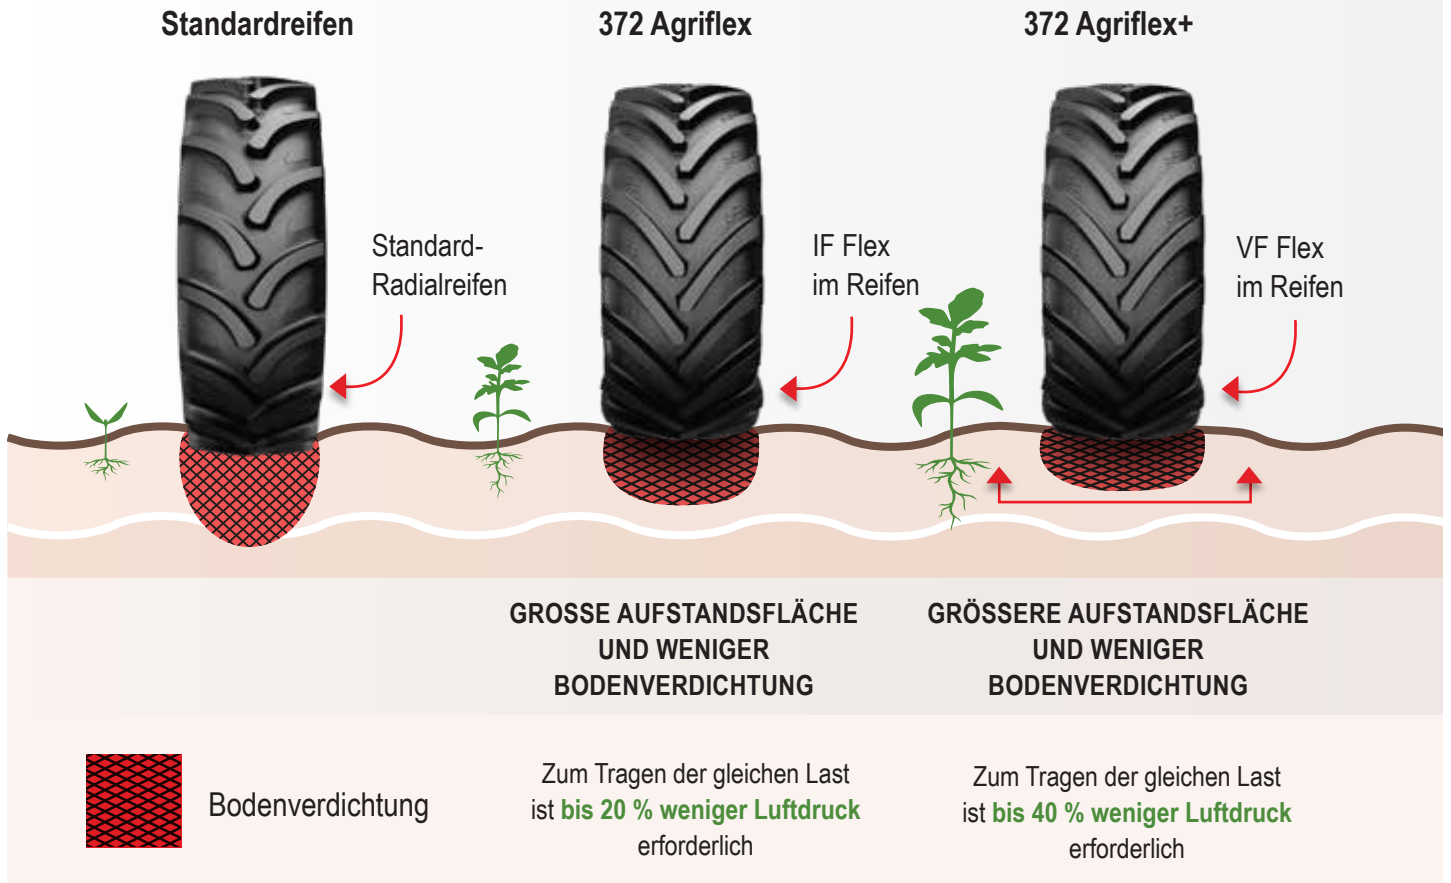 Standardreifen
372 Agriflex
372 Agriflex+
Standard-
Radialreifen
IF Flex
im Reifen
VF Flex
im Reifen
GROSSE AUFSTANDSFLÄCHE
UND WENIGER
BODENVERDICHTUNG
GRÖSSERE AUFSTANDSFLÄCHE
UND WENIGER
BODENVERDICHTUNG
Bodenverdichtung
Zum Tragen der gleichen Last
ist bis 20 % weniger Luftdruck
erforderlich
Zum Tragen der gleichen Last
ist bis 40 % weniger Luftdruck
erforderlich